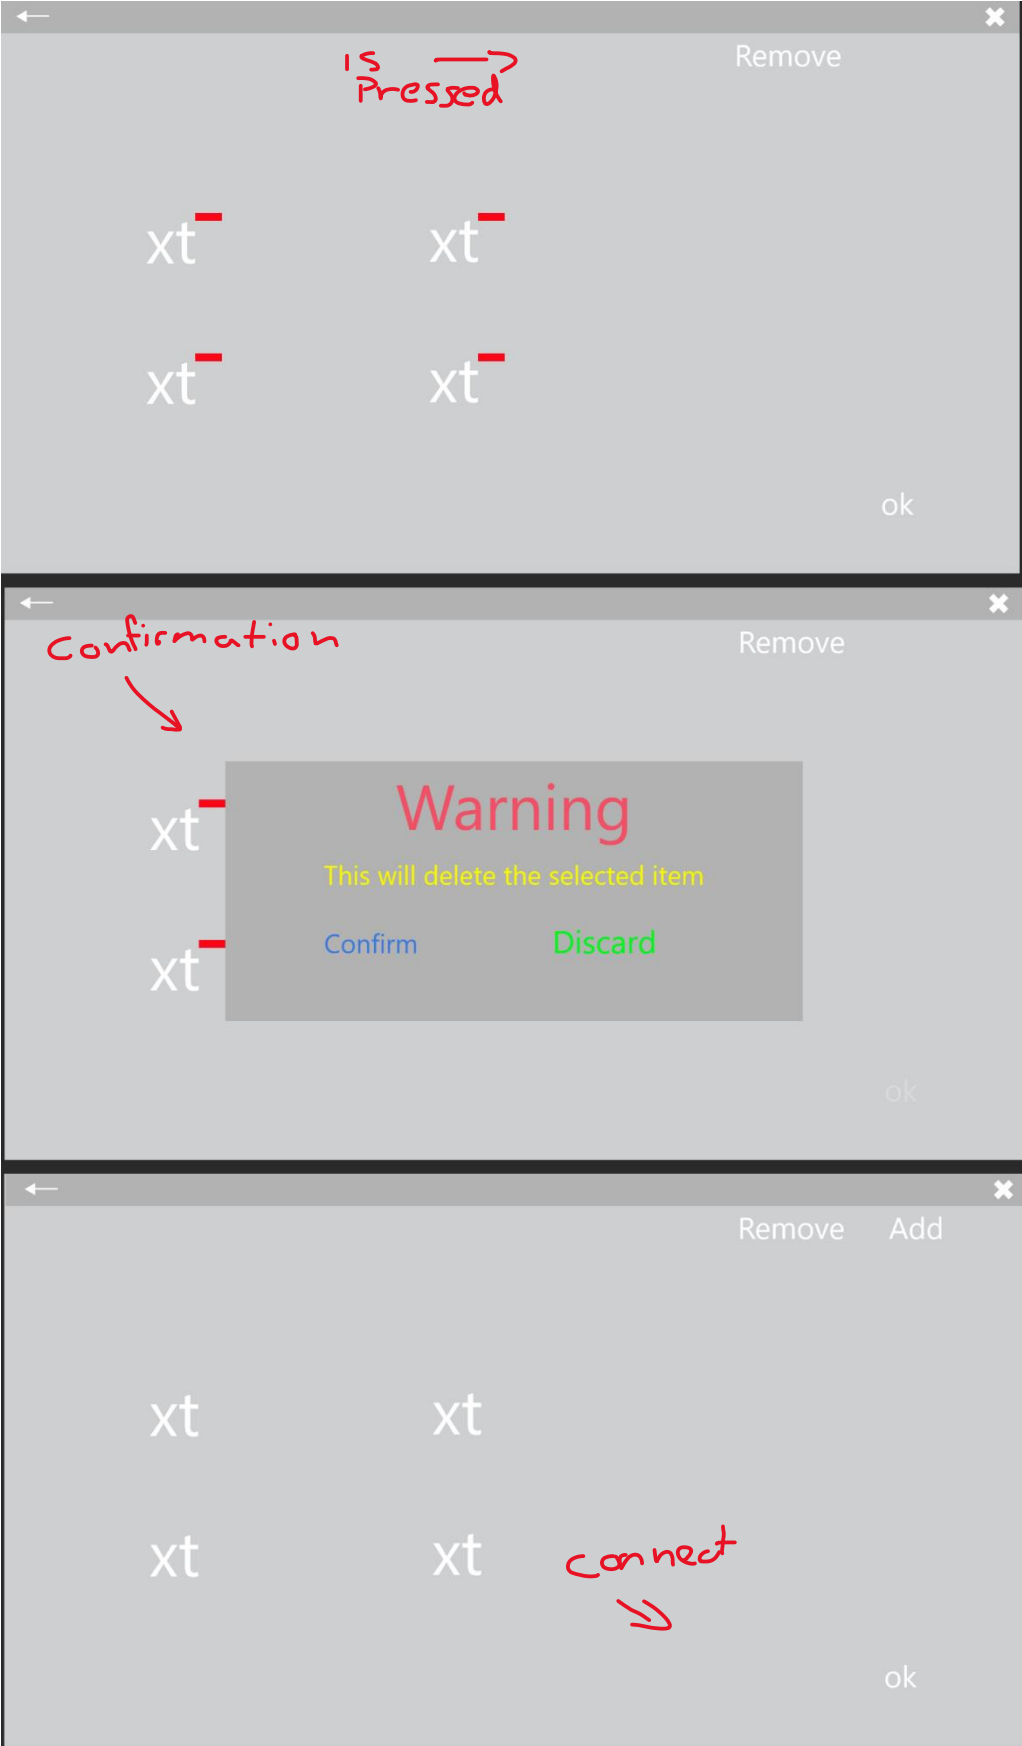 is
Pressed
Remove
xt xt
xt xt
ok
Confirmation
Remove
xt
Warning
This will delete the selected item
xt
Confirm Discard
ok
Remove Add
xt xt
xt xt
connect
ok